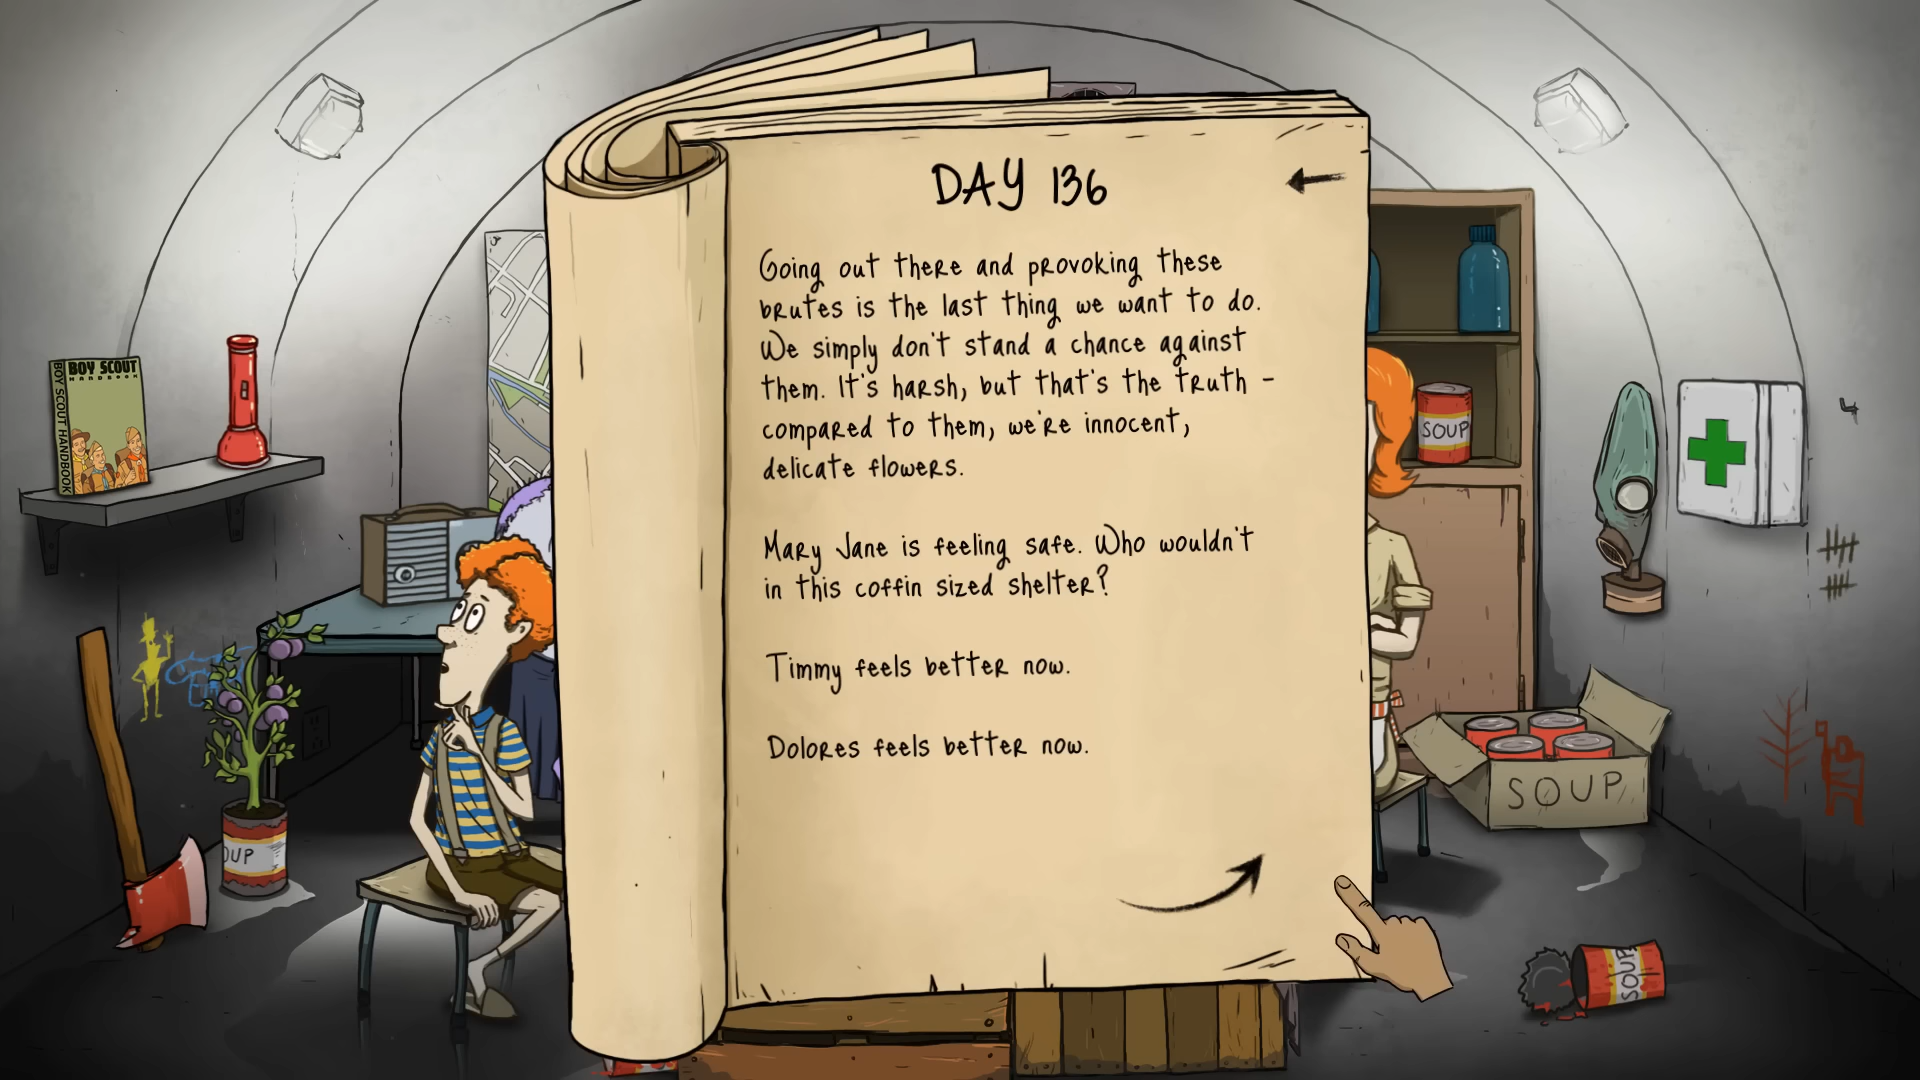 DAY 136
Going out there and provoking these
brutes is the last thing we want to do.
We simply don't stand a chance against
them. It's harsh, but that's the truth -
compared to them, we're innocent,
delicate flowers.
Mary Jane is feeling safe. Who wouldn't
in this coffin sized shelter?
Timmy feels better now.
Dolores feels better now.
BOY SCOUT
HANDBOOK
BOY SCOUT HANDBOOK
SOUP
OUP
SOUP
SOUP